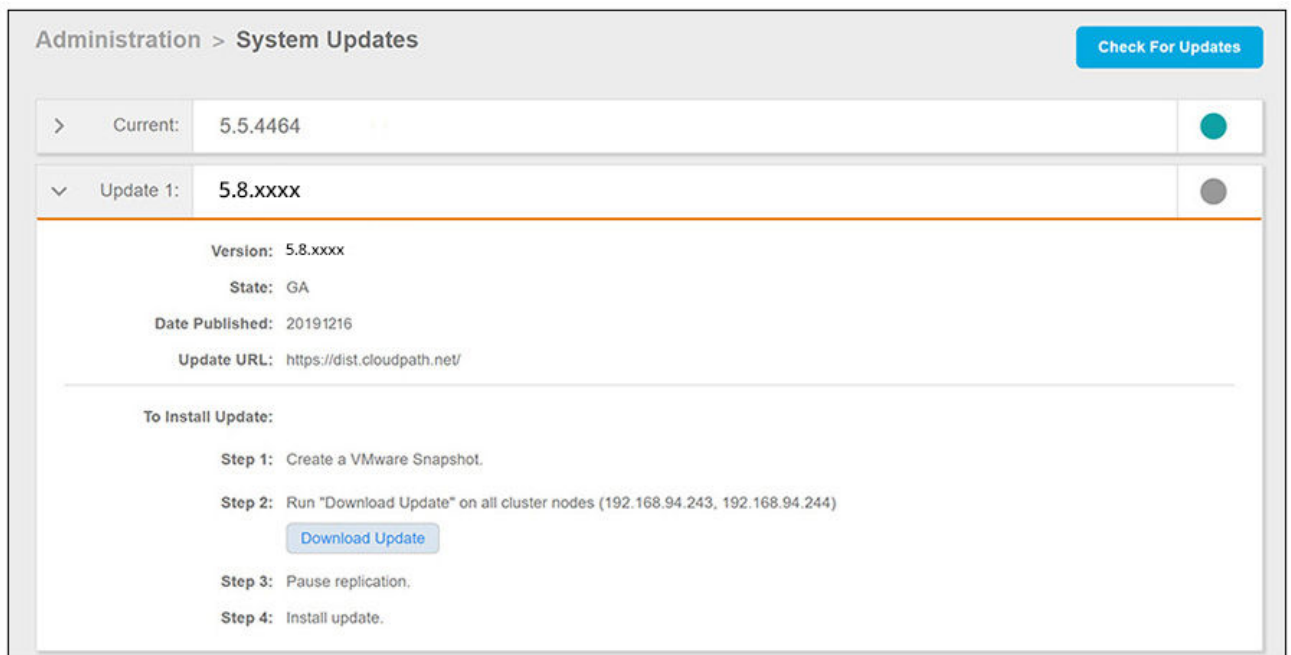 Administration > System Updates
Check For Updates
Current: 5.5.4464
Update 1: 5.8.xxxx
Version: 5.8.xxxx
State: GA
Date Published: 20191216
Update URL: https://dist.cloudpath.net/
To Install Update:
Step 1: Create a VMware Snapshot.
Step 2: Run "Download Update" on all cluster nodes (192.168.94.243, 192.168.94.244)
Download Update
Step 3: Pause replication.
Step 4: Install update.